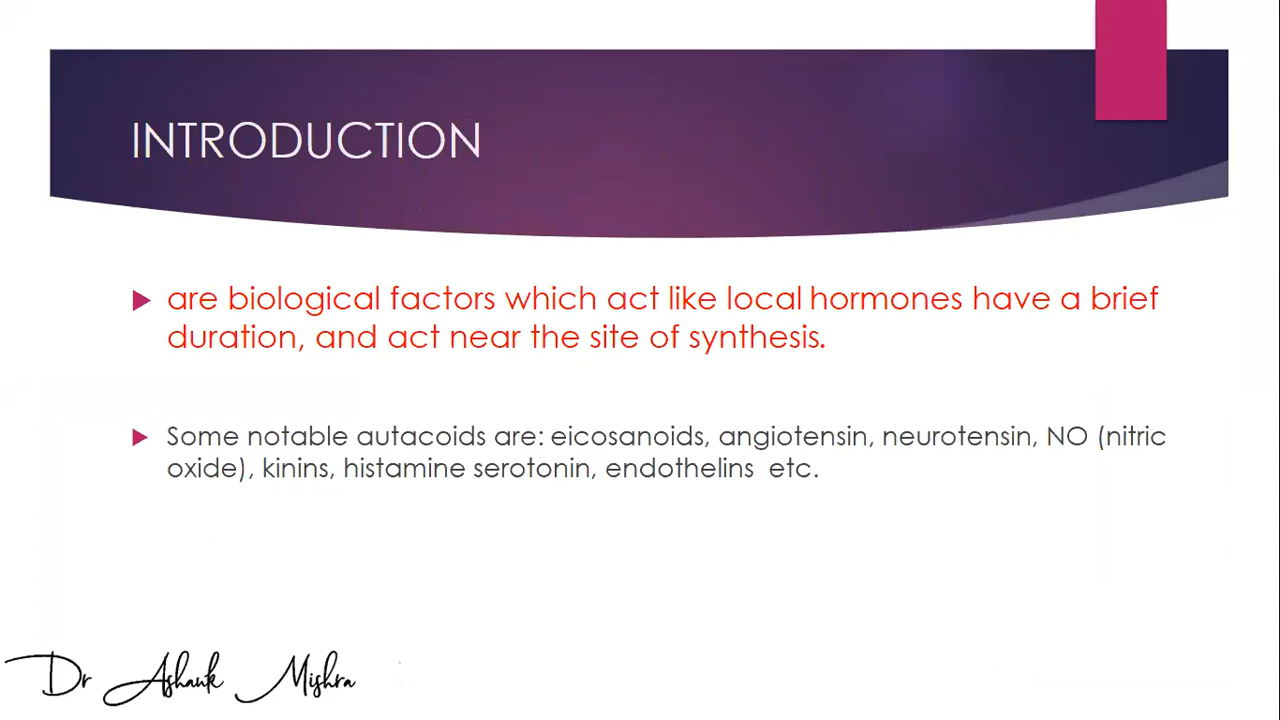 INTRODUCTION
are biological factors which act like local hormones have a brief
duration, and act near the site of synthesis.
Some notable autacoids are: eicosanoids, angiotensin, neurotensin, NO (nitric
oxide), kinins, histamine serotonin, endothelins etc.
Dr Ashauk Mishra